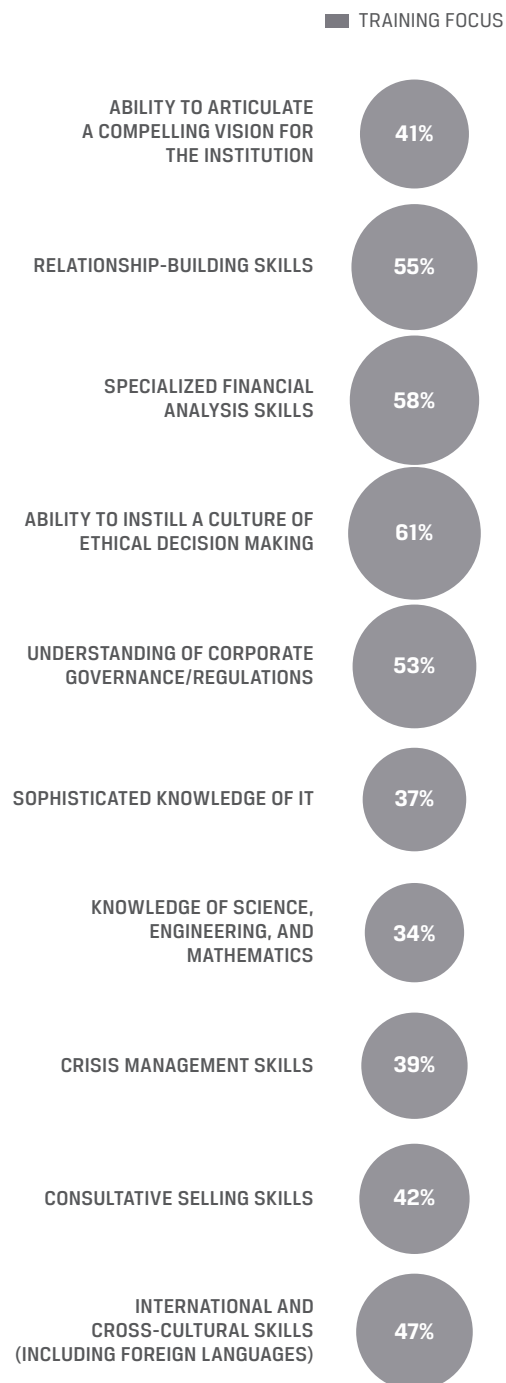 TRAINING FOCUS
ABILITY TO ARTICULATE
A COMPELLING VISION FOR
THE INSTITUTION
41%
RELATIONSHIP-BUILDING SKILLS
55%
SPECIALIZED FINANCIAL
ANALYSIS SKILLS
58%
ABILITY TO INSTILL A CULTURE OF
ETHICAL DECISION MAKING
61%
UNDERSTANDING OF CORPORATE
GOVERNANCE/REGULATIONS
53%
SOPHISTICATED KNOWLEDGE OF IT
37%
KNOWLEDGE OF SCIENCE,
ENGINEERING, AND
MATHEMATICS
34%
CRISIS MANAGEMENT SKILLS
39%
CONSULTATIVE SELLING SKILLS
42%
INTERNATIONAL AND
CROSS-CULTURAL SKILLS
(INCLUDING FOREIGN LANGUAGES)
47%